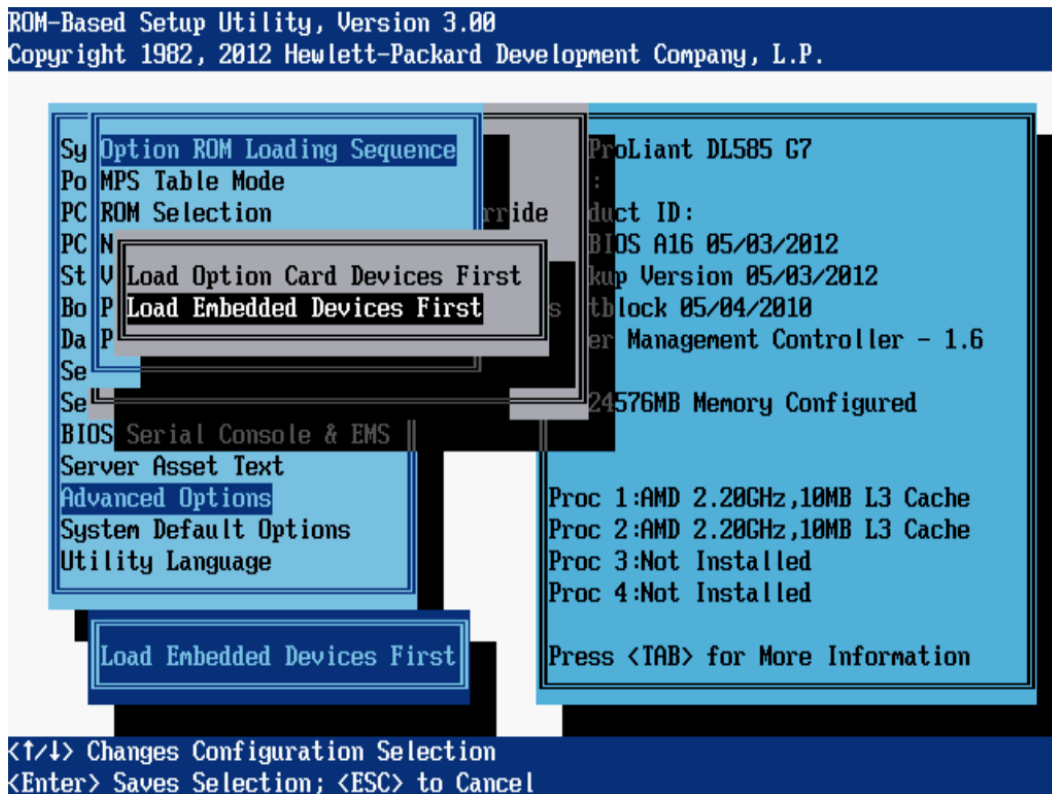 ROM-Based Setup Utility, Version 3.00
Copyright 1982, 2012 Hewlett-Packard Development Company, L.P.
Option ROM Loading Sequence
MPS Table Mode
ROM Selection
Load Option Card Devices First
Load Embedded Devices First
BIOS Serial Console & EMS
Server Asset Text
Advanced Options
System Default Options
Utility Language
Load Embedded Devices First
ProLiant DL585 G7
:
duct ID:
BIOS A16 05/03/2012
kup Version 05/03/2012
tblock 05/04/2010
er Management Controller - 1.6
24576MB Memory Configured
Proc 1:AMD 2.20GHz,10MB L3 Cache
Proc 2:AMD 2.20GHz,10MB L3 Cache
Proc 3:Not Installed
Proc 4:Not Installed
Press <TAB> for More Information
<↑/↓> Changes Configuration Selection
<Enter> Saves Selection; <ESC> to Cancel